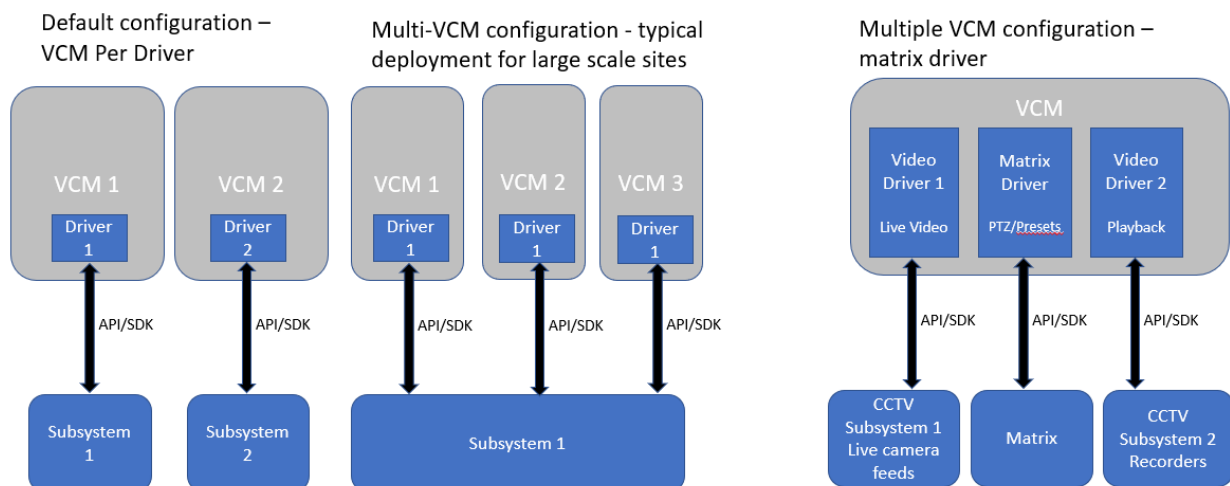 Default configuration –
VCM Per Driver
VCM 1
Driver
1
VCM 2
Driver
2
API/SDK
API/SDK
Subsystem
1
Subsystem
2
Multi-VCM configuration - typical
deployment for large scale sites
VCM 1
Driver
1
VCM 2
Driver
1
VCM 3
Driver
1
API/SDK
API/SDK
API/SDK
Subsystem 1
Multiple VCM configuration –
matrix driver
VCM
Video
Driver 1
Live Video
Matrix
Driver
PTZ/Presets
Video
Driver 2
Playback
API/SDK
API/SDK
API/SDK
CCTV
Subsystem 1
Live camera
feeds
Matrix
CCTV
Subsystem 2
Recorders